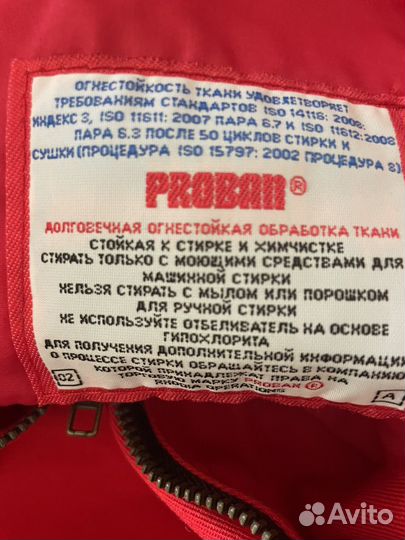 ОГНЕСТОЙКОСТЬ ТКАНИ УДОВЛЕТВОРЯЕТ
ТРЕБОВАНИЯМ СТАНДАРТОВ ISO 14116: 2008:
ИНДЕКС 3, ISO 11611: 2007 ПАРА 6.7 И ISO 11612:2008
ПАРА 6.3 ПОСЛЕ 50 ЦИКЛОВ СТИРКИ И
СУШКИ (ПРОЦЕДУРА ISO 15797: 2002 ПРОЦЕДУРА 8)
PROBAN®
ДОЛГОВЕЧНАЯ ОГНЕСТОЙКАЯ ОБРАБОТКА ТКАНИ
СТОЙКАЯ К СТИРКЕ И ХИМЧИСТКЕ
СТИРАТЬ ТОЛЬКО С МОЮЩИМИ СРЕДСТВАМИ ДЛЯ
МАШИННОЙ СТИРКИ
НЕЛЬЗЯ СТИРАТЬ С МЫЛОМ ИЛИ ПОРОШКОМ
ДЛЯ РУЧНОЙ СТИРКИ
НЕ ИСПОЛЬЗУЙТЕ ОТБЕЛИВАТЕЛЬ НА ОСНОВЕ
ГИПОХЛОРИТА
ДЛЯ ПОЛУЧЕНИЯ ДОПОЛНИТЕЛЬНОЙ ИНФОРМАЦИИ
О ПРОЦЕССЕ СТИРКИ ОБРАЩАЙТЕСЬ В КОМПАНИЮ
КОТОРОЙ ПРИНАДЛЕЖАТ ПРАВА НА
ТОРГОВУЮ МАРКУ PROBAN ®
RHODIA OPERATIONS
02
A
Avito